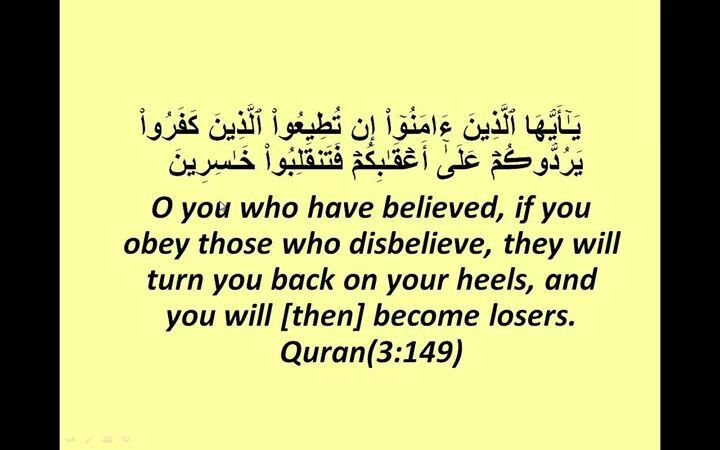 يَـٰٓأَيُّهَا ٱلَّذِينَ ءَامَنُوٓا۟ إِن تُطِيعُوا۟ ٱلَّذِينَ كَفَرُوا۟
يَرُدُّوكُمْ عَلَىٰٓ أَعْقَـٰبِكُمْ فَتَنقَلِبُوا۟ خَـٰسِرِينَ
O you who have believed, if you
obey those who disbelieve, they will
turn you back on your heels, and
you will [then] become losers.
Quran(3:149)